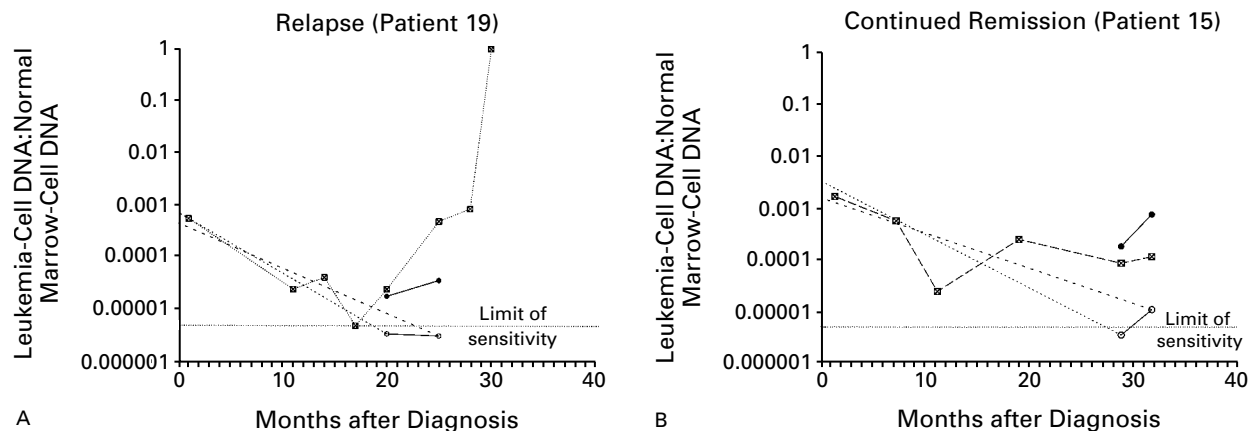 Relapse (Patient 19)
Leukemia-Cell DNA:Normal
Marrow-Cell DNA
1
0.1
0.01
0.001
0.0001
0.00001
0.000001
Limit of
sensitivity
0
10
20
30
40
A
Months after Diagnosis
Continued Remission (Patient 15)
Leukemia-Cell DNA:Normal
Marrow-Cell DNA
1
0.1
0.01
0.001
0.0001
0.00001
0.000001
Limit of
sensitivity
0
10
20
30
40
B
Months after Diagnosis